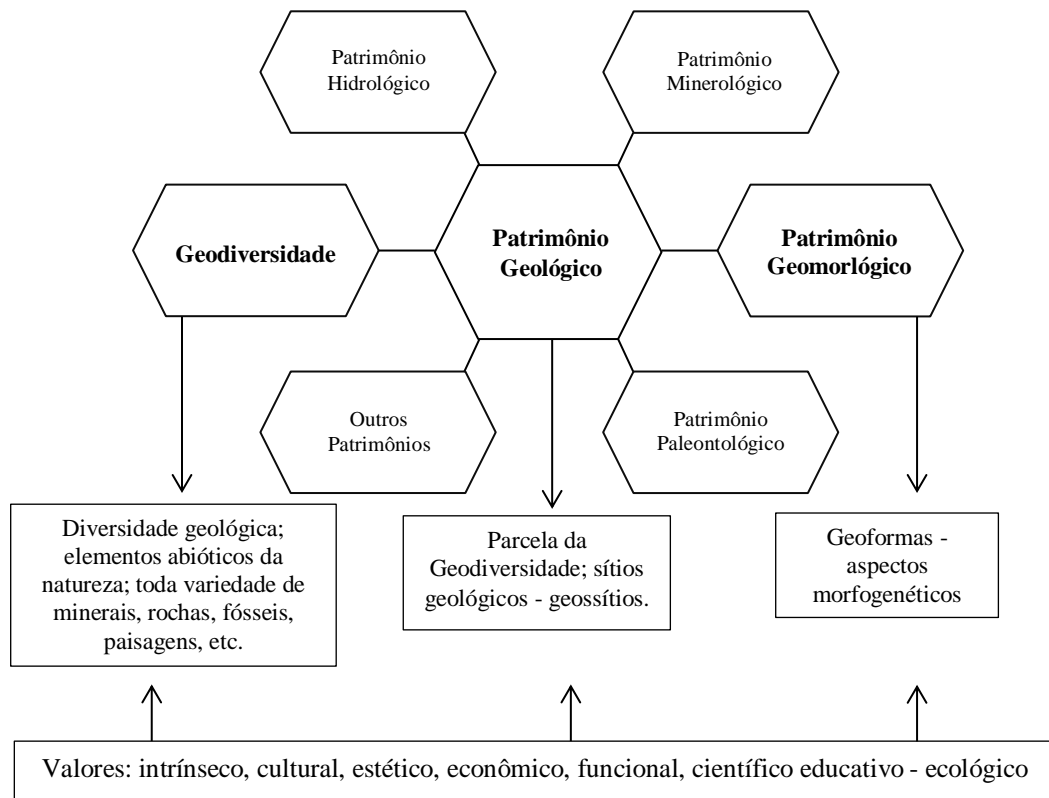 Patrimônio
Hidrológico
Patrimônio
Minerológico
Geodiversidade
Patrimônio
Geológico
Patrimônio
Geomorlógico
Outros
Patrimônios
Patrimônio
Paleontológico
Diversidade geológica;
elementos abióticos da
natureza; toda variedade de
minerais, rochas, fósseis,
paisagens, etc.
Parcela da
Geodiversidade; sítios
geológicos - geossítios.
Geoformas -
aspectos
morfogenéticos
Valores: intrínseco, cultural, estético, econômico, funcional, científico educativo - ecológico